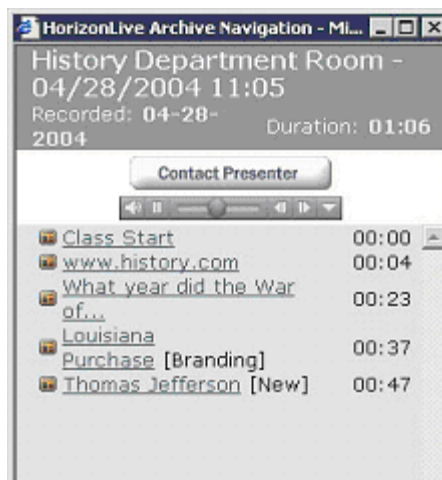 HorizonLive Archive Navigation - Mi...
History Department Room -
04/28/2004 11:05
Recorded: 04-28-
2004
Duration: 01:06
Contact Presenter
Class Start 00:00
www.history.com 00:04
What year did the War
of... 00:23
Louisiana
Purchase [Branding] 00:37
Thomas Jefferson [New] 00:47